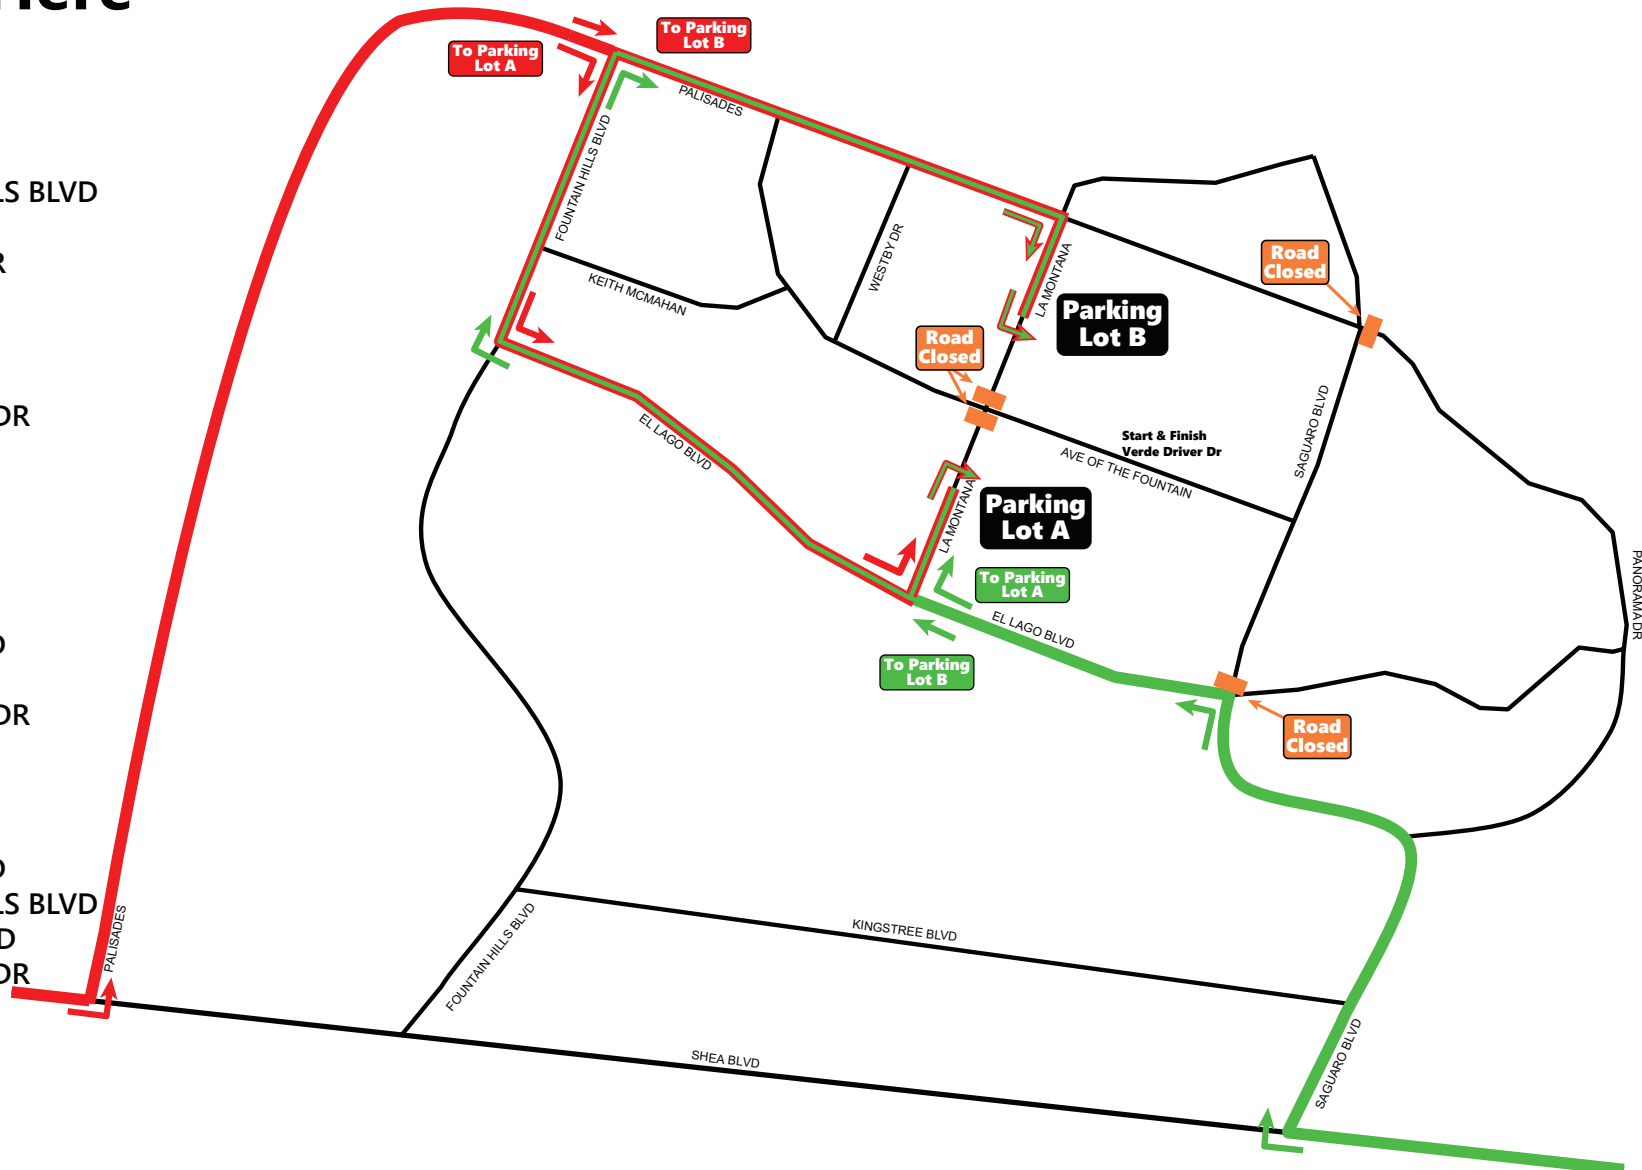 To Parking
Lot B
To Parking
Lot A
PALISADES
FOUNTAIN HILLS BLVD
LS BLVD
R
WESTBY DR
LA MONTANA
Road
Closed
KEITH MCMAHAN
Parking
Lot B
Road
Closed
DR
EL LAGO BLVD
SAGUARO BLVD
Start & Finish
Verde Driver Dr
AVE OF THE FOUNTAIN
LA MONTANA
Parking
Lot A
To Parking
Lot A
PANORAMA DR
EL LAGO BLVD
To Parking
Lot B
DR
Road
Closed
LS BLVD
D
DR
PALISADES
FOUNTAIN HILLS BLVD
KINGSTREE BLVD
SHEA BLVD
SAGUARO BLVD